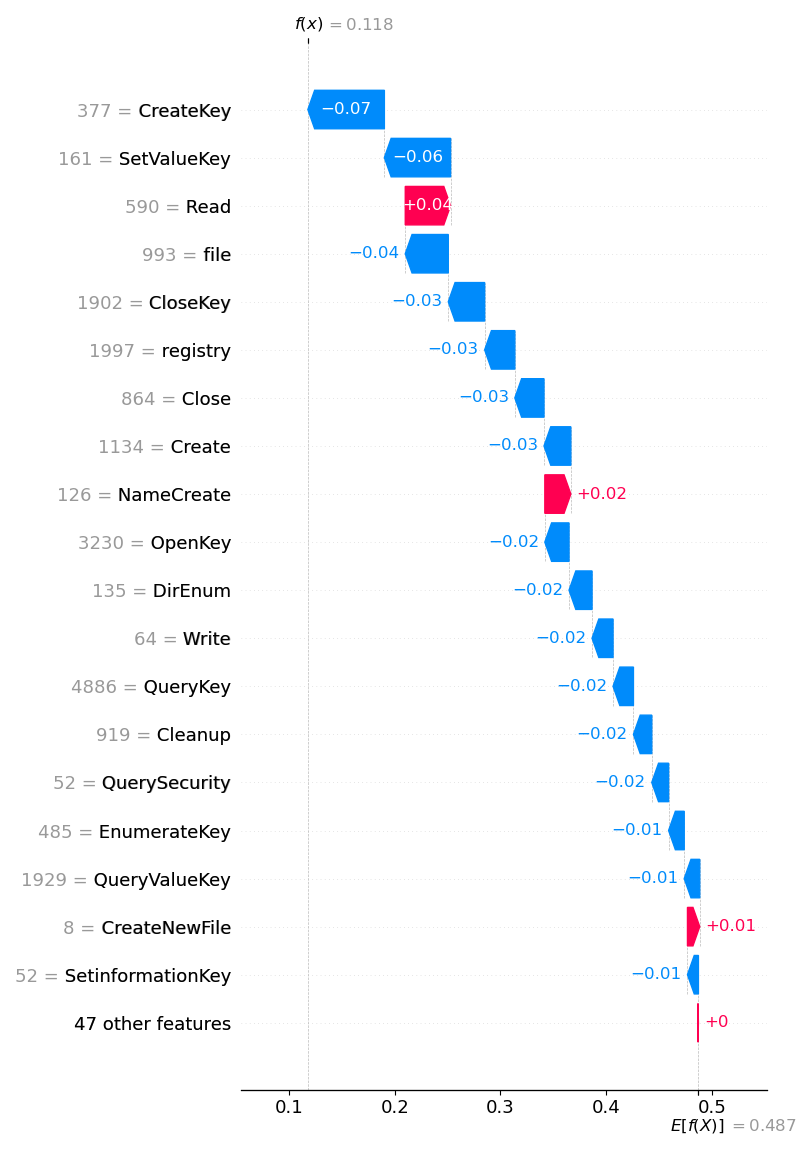 f(x) = 0.118
377 = CreateKey −0.07
161 = SetValueKey −0.06
590 = Read +0.04
993 = file −0.04
1902 = CloseKey −0.03
1997 = registry −0.03
864 = Close −0.03
1134 = Create −0.03
126 = NameCreate +0.02
3230 = OpenKey −0.02
135 = DirEnum −0.02
64 = Write −0.02
4886 = QueryKey −0.02
919 = Cleanup −0.02
52 = QuerySecurity −0.02
485 = EnumerateKey −0.01
1929 = QueryValueKey −0.01
8 = CreateNewFile +0.01
52 = SetinformationKey −0.01
47 other features +0
0.1 0.2 0.3 0.4 0.5
E[f(X)] = 0.487